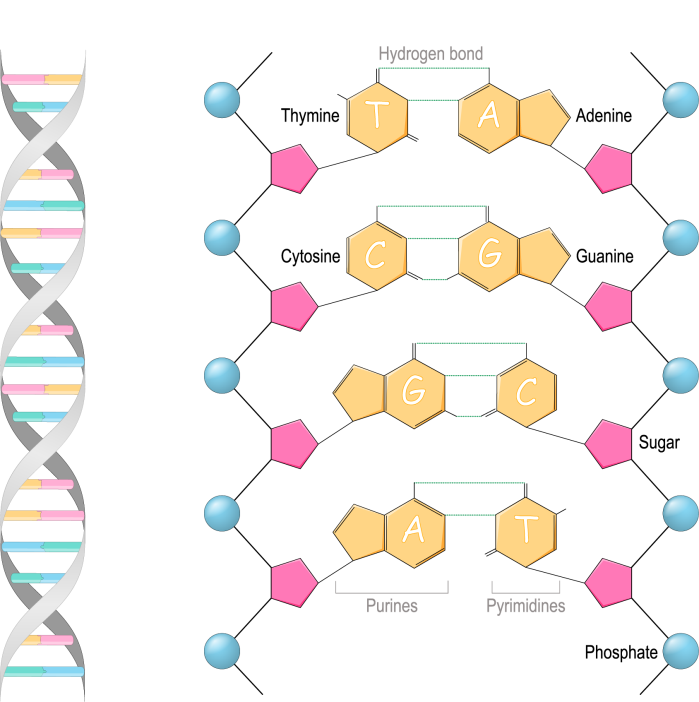 Hydrogen bond
Thymine T A Adenine
Cytosine C G Guanine
G C
Sugar
A T
Purines Pyrimidines
Phosphate